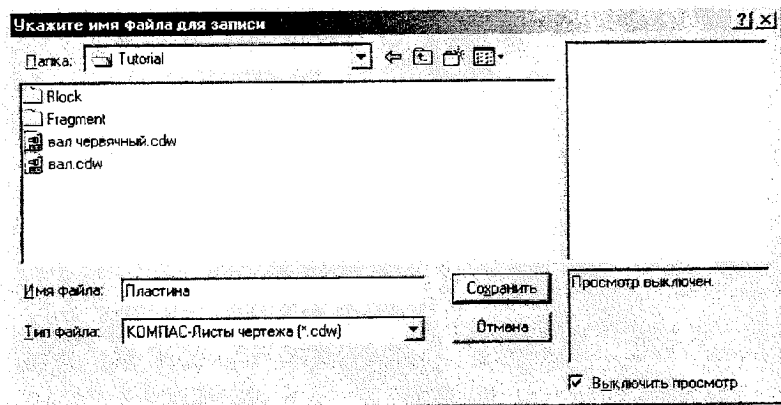 Укажите имя файла для записи
Папка: Tutorial
Block
Fragment
вал червячный.cdw
вал.cdw
Имя файла: Пластина
Сохранить
Тип файла: КОМПАС-Листы чертежа (*.cdw)
Отмена
Просмотр выключен.
Выключить просмотр